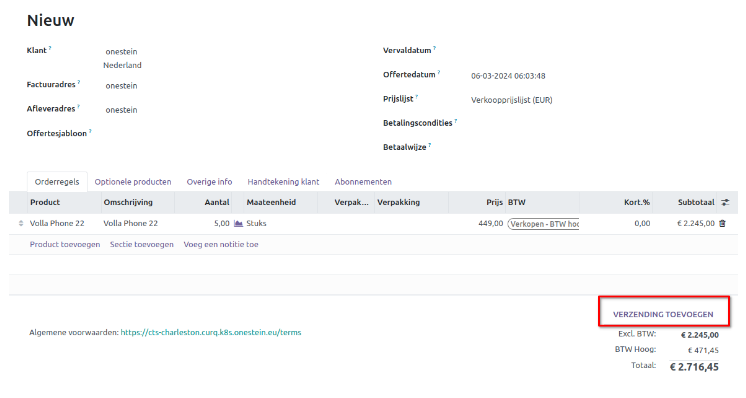 Nieuw
Klant ? onestein
Nederland
Factuuradres ? onestein
Afleveradres ? onestein
Offertesjabloon ?
Vervaldatum ?
Offertedatum ? 06-03-2024 06:03:48
Prijslijst ? Verkoopprijslijst (EUR)
Betalingscondities ?
Betaalwijze ?
Orderregels Optionele producten Overige info Handtekening klant Abonnementen
Product Omschrijving Aantal Maateenheid Verpak... Verpakking Prijs BTW Kort.% Subtotaal
Volla Phone 22 Volla Phone 22 5,00 Stuks 449,00 Verkopen - BTW hoo 0,00 € 2.245,00
Product toevoegen Sectie toevoegen Voeg een notitie toe
VERZENDING TOEVOEGEN
Algemene voorwaarden: https://cts-charleston.curq.k8s.onestein.eu/terms
Excl. BTW: € 2.245,00
BTW Hoog: € 471,45
Totaal: € 2.716,45